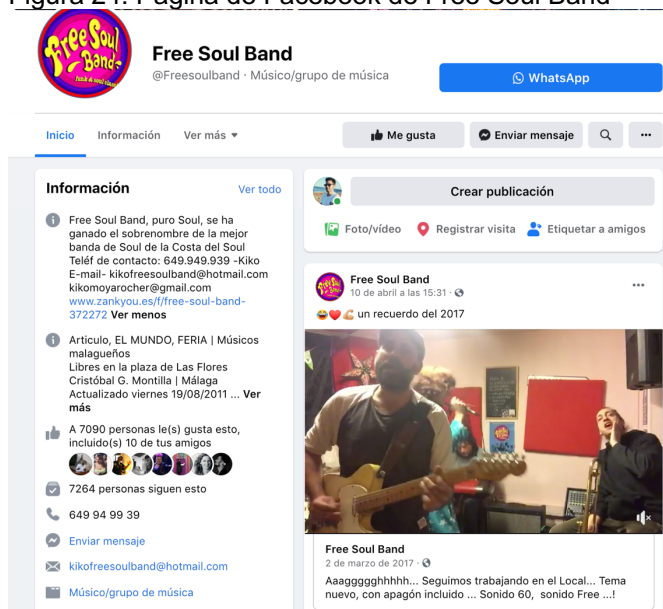 Figura 24. Página de Facebook de Free Soul Band
Free Soul
Band
funk & soul
Free Soul Band
@Freesoulband · Músico/grupo de música
WhatsApp
Inicio
Información
Ver más
Me gusta
Enviar mensaje
Información
Ver todo
Free Soul Band, puro Soul, se ha
ganado el sobrenombre de la mejor
banda de Soul de la Costa del Soul
Teléf de contacto: 649.949.939 -Kiko
E-mail- kikofreesoulband@hotmail.com
kikomoyarocher@gmail.com
www.zankyou.es/f/free-soul-band-
372272 Ver menos
Articulo, EL MUNDO, FERIA | Músicos
malagueños
Libres en la plaza de Las Flores
Cristóbal G. Montilla | Málaga
Actualizado viernes 19/08/2011 ... Ver
más
A 7090 personas le(s) gusta esto,
incluido(s) 10 de tus amigos
7264 personas siguen esto
649 94 99 39
Enviar mensaje
kikofreesoulband@hotmail.com
Músico/grupo de música
Crear publicación
Foto/vídeo
Registrar visita
Etiquetar a amigos
Free Soul Band
10 de abril a las 15:31 ·
un recuerdo del 2017
Free Soul Band
2 de marzo de 2017 ·
Aaaggggghhhhh... Seguimos trabajando en el Local... Tema
nuevo, con apagón incluido ... Sonido 60, sonido Free ...!